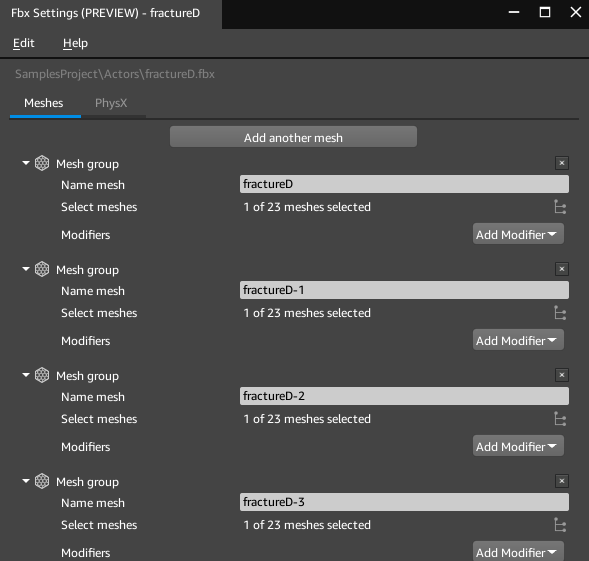 Fbx Settings (PREVIEW) - fractureD
Edit Help
SamplesProject\Actors\fractureD.fbx
Meshes PhysX
Add another mesh
Mesh group
Name mesh fractureD
Select meshes 1 of 23 meshes selected
Modifiers Add Modifier
Mesh group
Name mesh fractureD-1
Select meshes 1 of 23 meshes selected
Modifiers Add Modifier
Mesh group
Name mesh fractureD-2
Select meshes 1 of 23 meshes selected
Modifiers Add Modifier
Mesh group
Name mesh fractureD-3
Select meshes 1 of 23 meshes selected
Modifiers Add Modifier